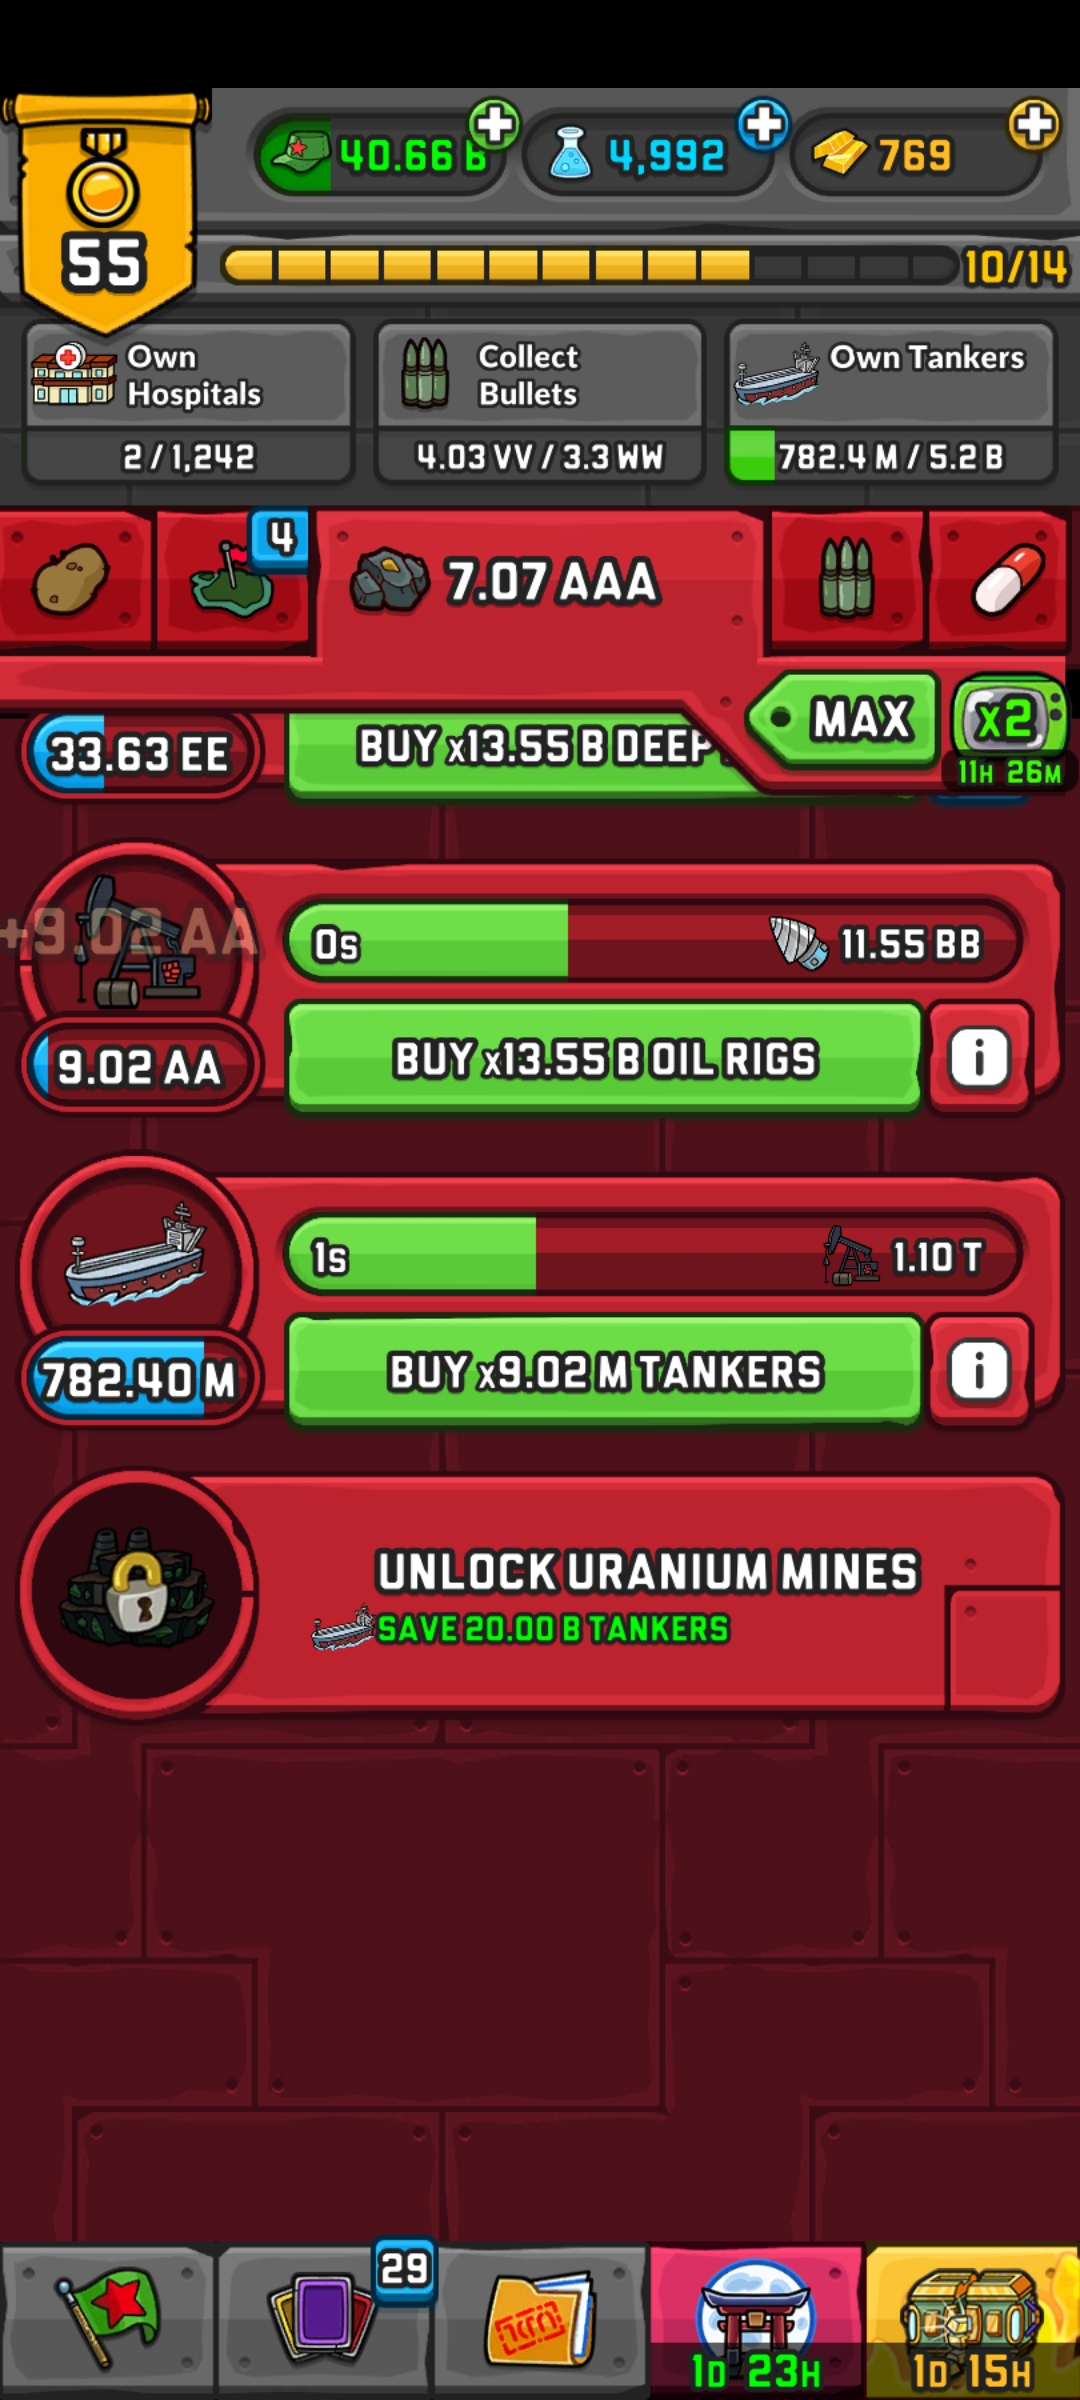 55
40.66 B
4,992
769
10/14
Own
Hospitals
2 / 1,242
Collect
Bullets
4.03 VV / 3.3 WW
Own Tankers
782.4 M / 5.2 B
4
7.07 AAA
MAX
x2
11H 26M
33.63 EE
BUY x13.55 B DEEP
+9.02 AA
0s
11.55 BB
9.02 AA
BUY x13.55 B OIL RIGS
i
1s
1.10 T
782.40 M
BUY x9.02 M TANKERS
i
UNLOCK URANIUM MINES
SAVE 20.00 B TANKERS
29
1D 23H
1D 15H